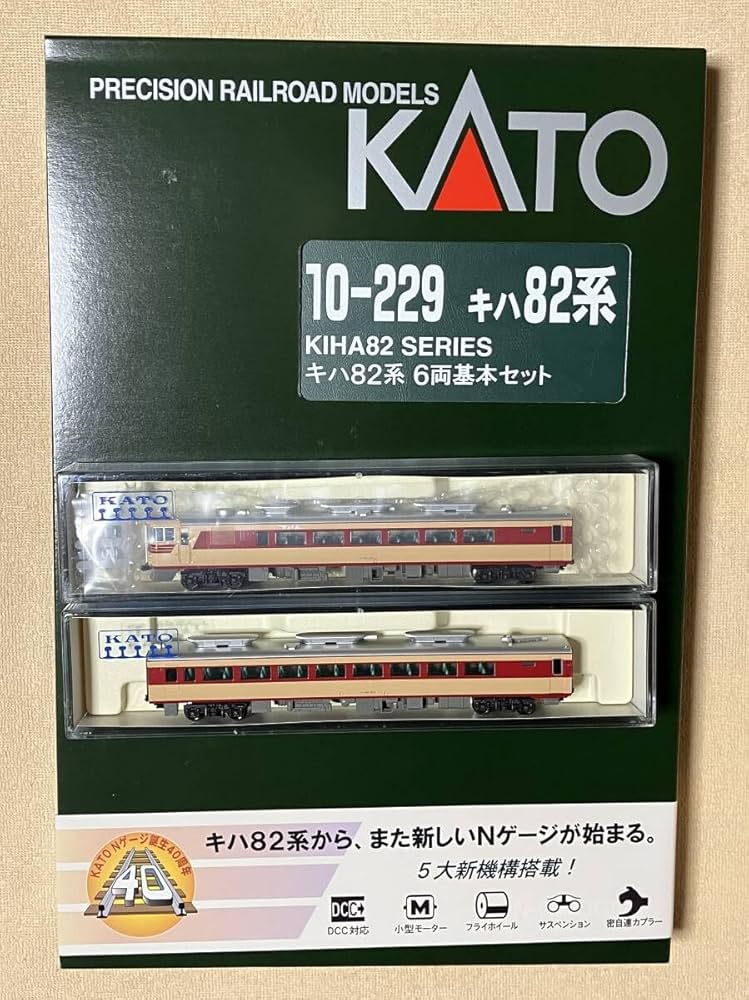 PRECISION RAILROAD MODELS
KATO
10-229 キハ82系
KIHA82 SERIES
キハ82系 6両基本セット
KATO
KATO
KATO Nゲージ誕生40周年
40
キハ82系から、また新しいNゲージが始まる。
5大新機構搭載!
DCC
M
DCC対応
小型モーター
フライホイール
サスペンション
密自連カプラー